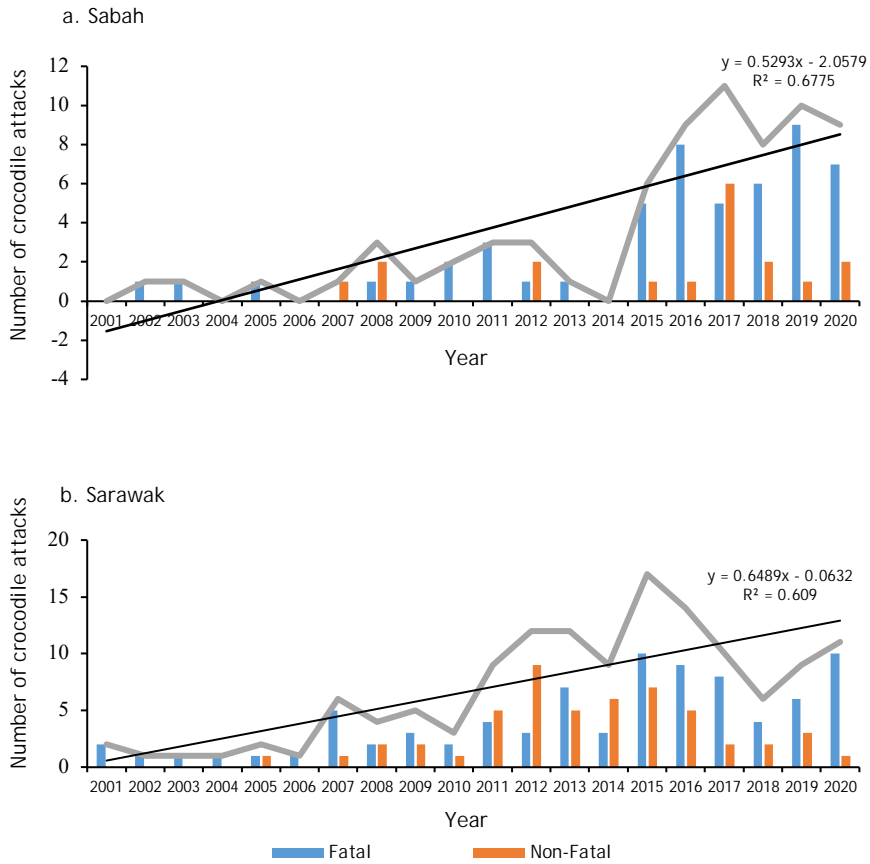 a. Sabah
y = 0.5293x - 2.0579
R² = 0.6775
Number of crocodile attacks
12
10
8
6
4
2
0
-2
-4
2001 2002 2003 2004 2005 2006 2007 2008 2009 2010 2011 2012 2013 2014 2015 2016 2017 2018 2019 2020
Year
b. Sarawak
y = 0.6489x - 0.0632
R² = 0.609
Number of crocodile attacks
20
15
10
5
0
2001 2002 2003 2004 2005 2006 2007 2008 2009 2010 2011 2012 2013 2014 2015 2016 2017 2018 2019 2020
Year
Fatal Non-Fatal